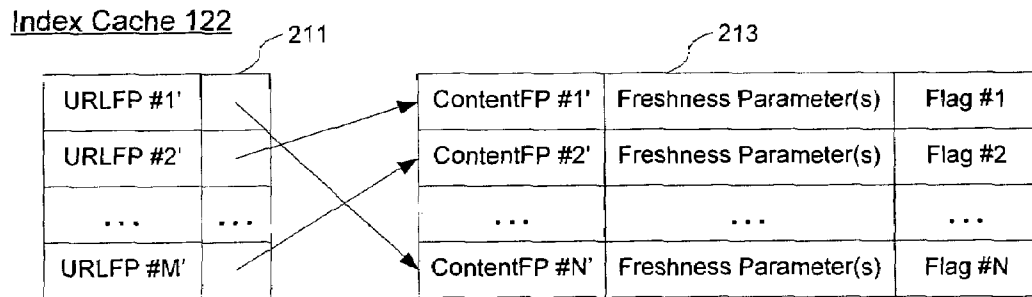 Index Cache 122
211
213
URLFP #1' ContentFP #1' Freshness Parameter(s) Flag #1
URLFP #2' ContentFP #2' Freshness Parameter(s) Flag #2
... ... ... ... ...
URLFP #M' ContentFP #N' Freshness Parameter(s) Flag #N